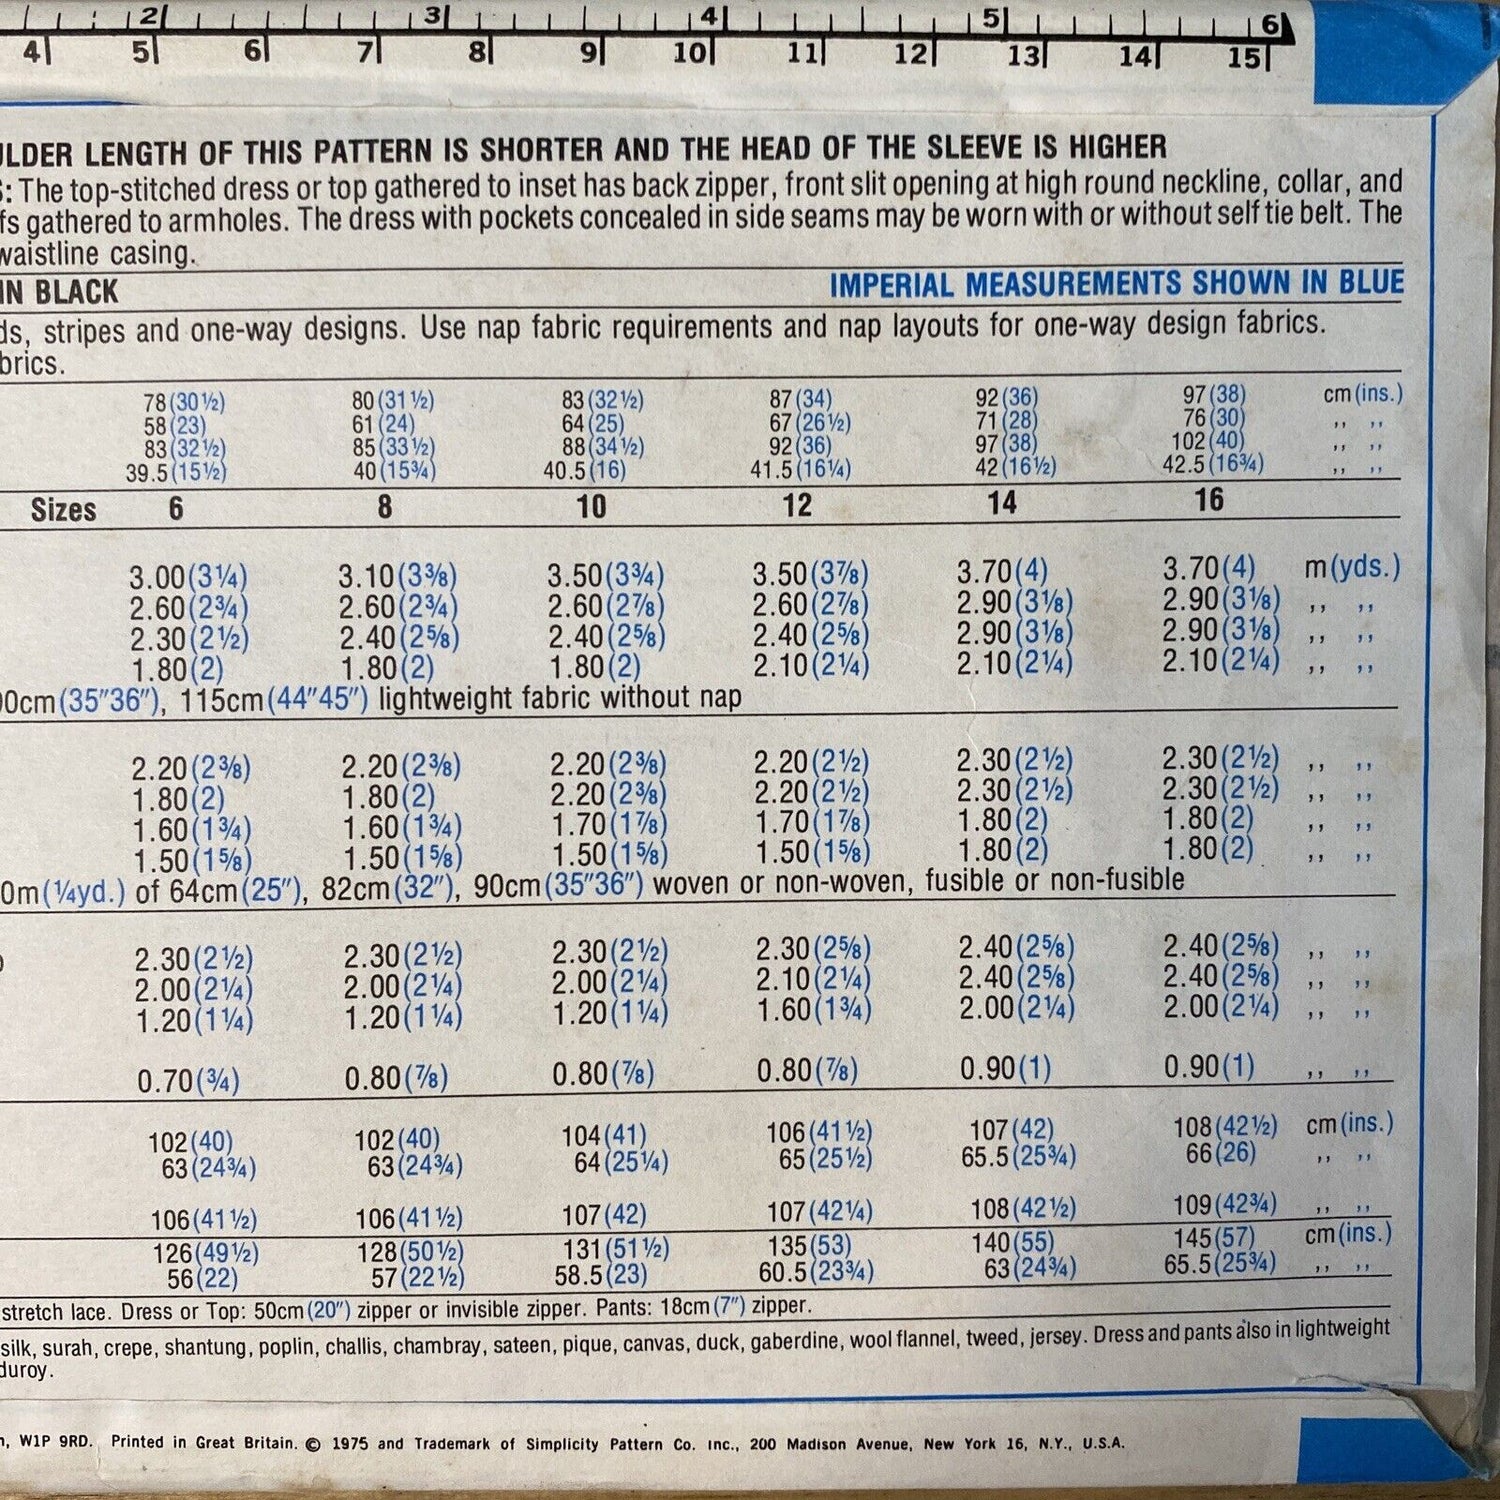 2 3 4 5 6
4 5 6 7 8 9 10 11 12 13 14 15
LENGTH OF THIS PATTERN IS SHORTER AND THE HEAD OF THE SLEEVE IS HIGHER
: The top-stitched dress or top gathered to inset has back zipper, front slit opening at high round neckline, collar, and
gathered to armholes. The dress with pockets concealed in side seams may be worn with or without self tie belt. The
waistline casing.
IN BLACK IMPERIAL MEASUREMENTS SHOWN IN BLUE
stripes and one-way designs. Use nap fabric requirements and nap layouts for one-way design fabrics.
brics.
78(30½) 80(31½) 83(32½) 87(34) 92(36) 97(38) cm(ins.)
58(23) 61(24) 64(25) 67(26½) 71(28) 76(30) ,, ,,
83(32½) 85(33½) 88(34½) 92(36) 97(38) 102(40) ,, ,,
39.5(15½) 40(15¾) 40.5(16) 41.5(16¼) 42(16½) 42.5(16¾) ,, ,,
Sizes 6 8 10 12 14 16
3.00(3¼) 3.10(3⅜) 3.50(3¾) 3.50(3⅞) 3.70(4) 3.70(4) m(yds.)
2.60(2¾) 2.60(2¾) 2.60(2⅞) 2.60(2⅞) 2.90(3⅛) 2.90(3⅛) ,, ,,
2.30(2½) 2.40(2⅝) 2.40(2⅝) 2.40(2⅝) 2.90(3⅛) 2.90(3⅛) ,, ,,
1.80(2) 1.80(2) 1.80(2) 2.10(2¼) 2.10(2¼) 2.10(2¼) ,, ,,
0cm(35″36″), 115cm(44″45″) lightweight fabric without nap
2.20(2⅜) 2.20(2⅜) 2.20(2⅜) 2.20(2½) 2.30(2½) 2.30(2½) ,, ,,
1.80(2) 1.80(2) 2.20(2⅜) 2.20(2½) 2.30(2½) 2.30(2½) ,, ,,
1.60(1¾) 1.60(1¾) 1.70(1⅞) 1.70(1⅞) 1.80(2) 1.80(2) ,, ,,
1.50(1⅝) 1.50(1⅝) 1.50(1⅝) 1.50(1⅝) 1.80(2) 1.80(2) ,, ,,
0m(¼yd.) of 64cm(25″), 82cm(32″), 90cm(35″36″) woven or non-woven, fusible or non-fusible
2.30(2½) 2.30(2½) 2.30(2½) 2.30(2⅝) 2.40(2⅝) 2.40(2⅝) ,, ,,
2.00(2¼) 2.00(2¼) 2.00(2¼) 2.10(2¼) 2.40(2⅝) 2.40(2⅝) ,, ,,
1.20(1¼) 1.20(1¼) 1.20(1¼) 1.60(1¾) 2.00(2¼) 2.00(2¼) ,, ,,
0.70(¾) 0.80(⅞) 0.80(⅞) 0.80(⅞) 0.90(1) 0.90(1) ,, ,,
102(40) 102(40) 104(41) 106(41½) 107(42) 108(42½) cm(ins.)
63(24¾) 63(24¾) 64(25¼) 65(25½) 65.5(25¾) 66(26) ,, ,,
106(41½) 106(41½) 107(42) 107(42¼) 108(42½) 109(42¾) ,, ,,
126(49½) 128(50½) 131(51½) 135(53) 140(55) 145(57) cm(ins.)
56(22) 57(22½) 58.5(23) 60.5(23¾) 63(24¾) 65.5(25¾) ,, ,,
stretch lace. Dress or Top: 50cm(20″) zipper or invisible zipper. Pants: 18cm(7″) zipper.
silk, surah, crepe, shantung, poplin, challis, chambray, sateen, pique, canvas, duck, gaberdine, wool flannel, tweed, jersey. Dress and pants also in lightweight
duroy.
W1P 9RD. Printed in Great Britain. © 1975 and Trademark of Simplicity Pattern Co. Inc., 200 Madison Avenue, New York 16, N.Y., U.S.A.